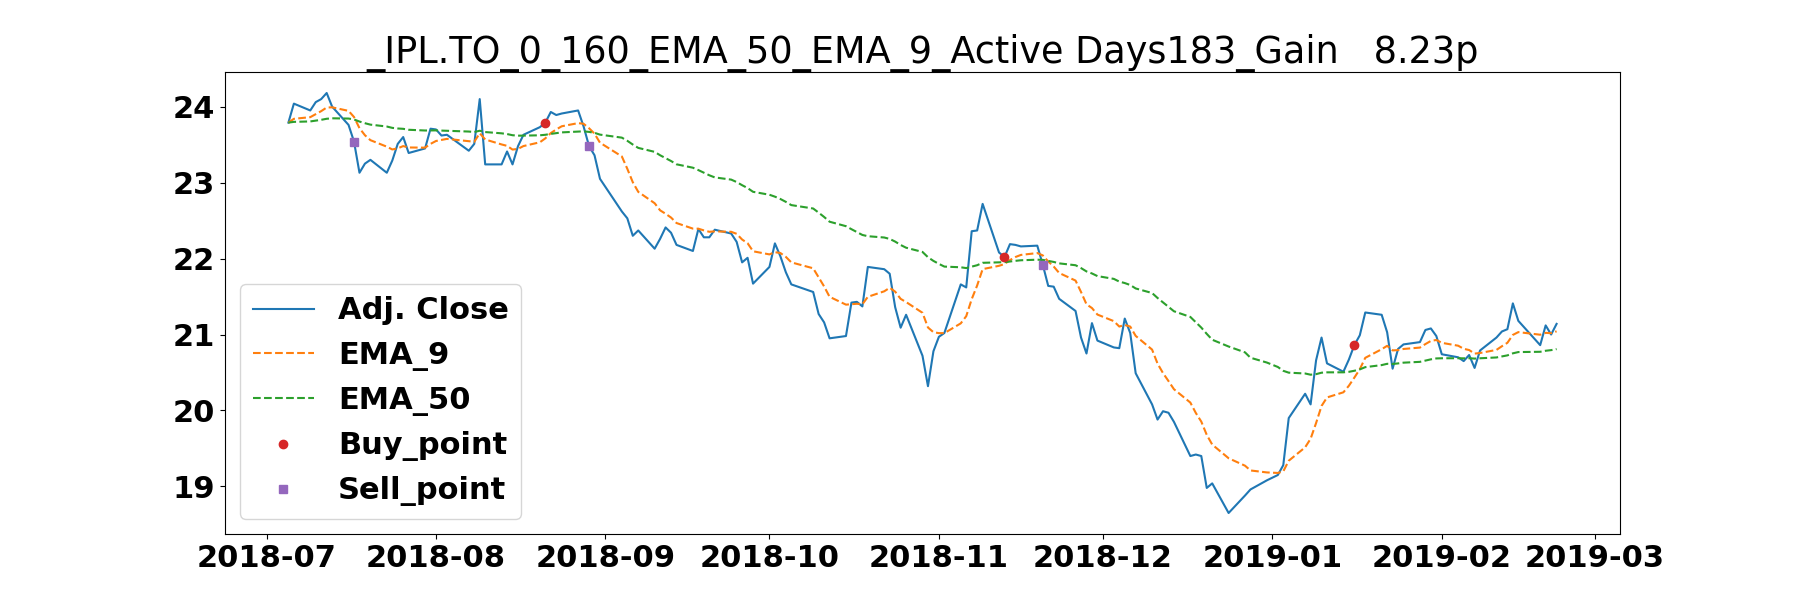 _IPL.TO_0_160_EMA_50_EMA_9_Active Days183_Gain   8.23p
24
23
22
21
20
19
Adj. Close
EMA_9
EMA_50
Buy_point
Sell_point
2018-07 2018-08 2018-09 2018-10 2018-11 2018-12 2019-01 2019-02 2019-03